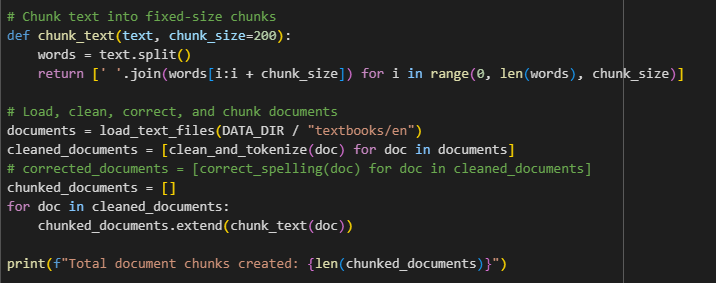 # Chunk text into fixed-size chunks
def chunk_text(text, chunk_size=200):
    words = text.split()
    return [' '.join(words[i:i + chunk_size]) for i in range(0, len(words), chunk_size)]

# Load, clean, correct, and chunk documents
documents = load_text_files(DATA_DIR / "textbooks/en")
cleaned_documents = [clean_and_tokenize(doc) for doc in documents]
# corrected_documents = [correct_spelling(doc) for doc in cleaned_documents]
chunked_documents = []
for doc in cleaned_documents:
    chunked_documents.extend(chunk_text(doc))

print(f"Total document chunks created: {len(chunked_documents)}")